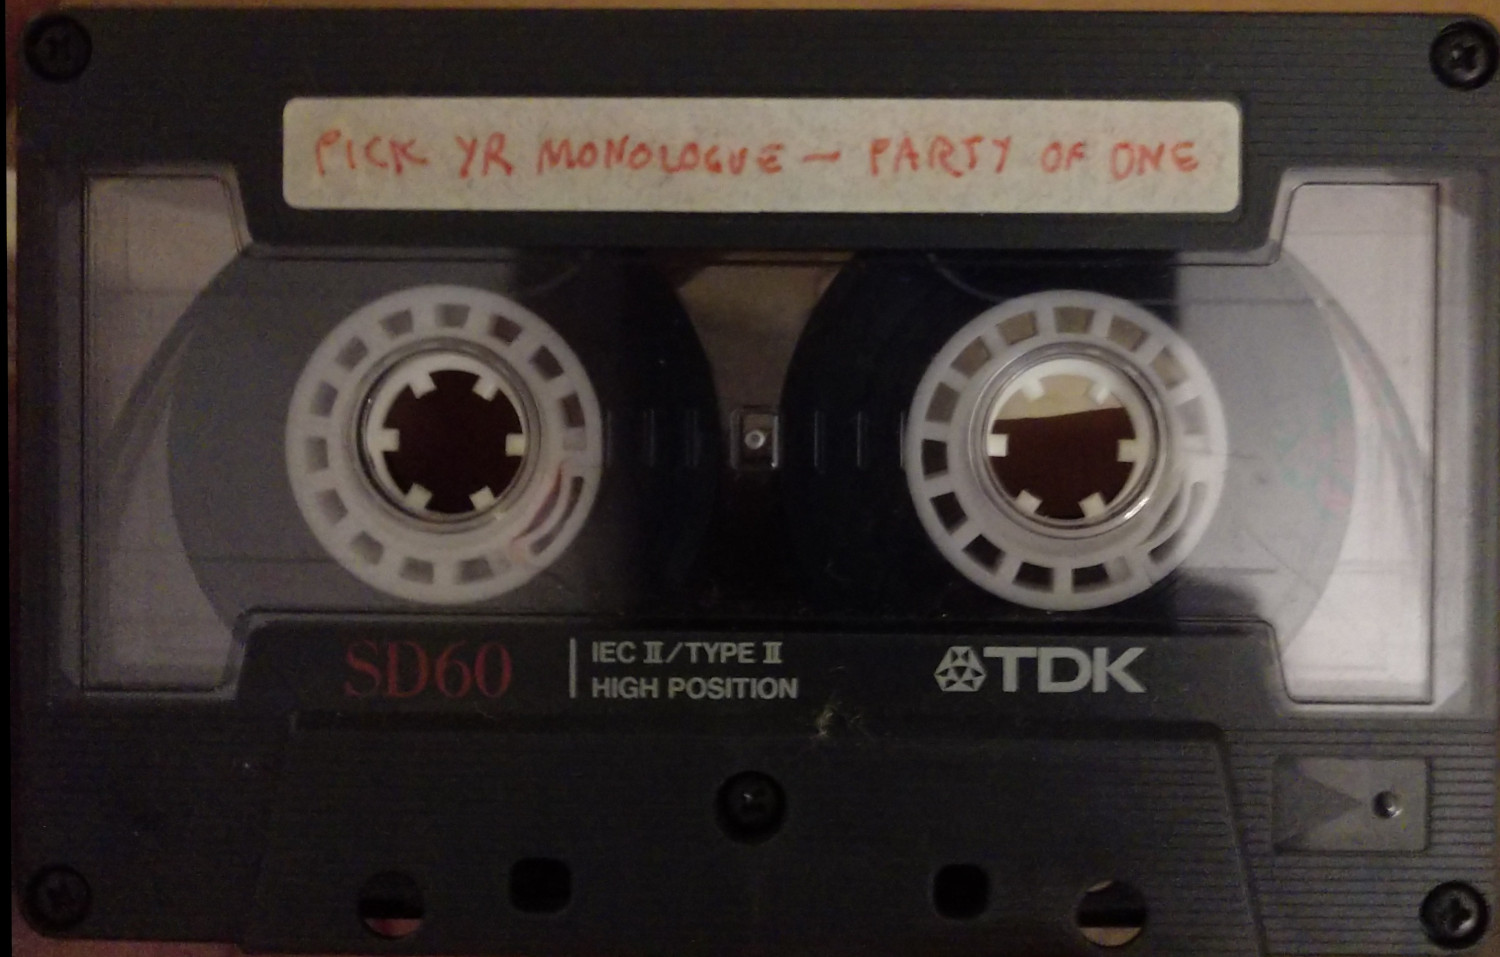 PICK YR MONOLOGUE — PARTY OF ONE
SD60 IEC II/TYPE II
HIGH POSITION
TDK